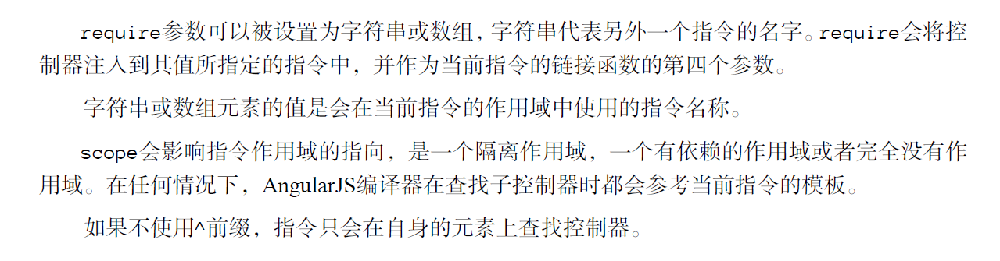 require参数可以被设置为字符串或数组,字符串代表另外一个指令的名字。require会将控
制器注入到其值所指定的指令中，并作为当前指令的链接函数的第四个参数。
字符串或数组元素的值是会在当前指令的作用域中使用的指令名称。
scope会影响指令作用域的指向，是一个隔离作用域，一个有依赖的作用域或者完全没有作
用域。在任何情况下，AngularJS编译器在查找子控制器时都会参考当前指令的模板。
如果不使用^前缀，指令只会在自身的元素上查找控制器。